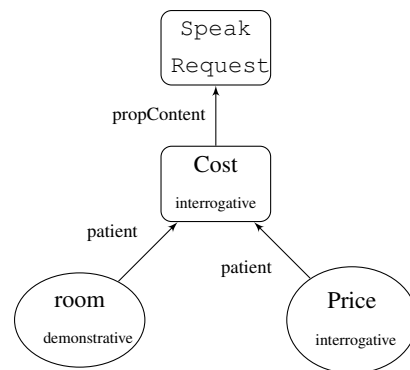 Speak
Request
propContent
Cost
interrogative
patient
patient
room
demonstrative
Price
interrogative